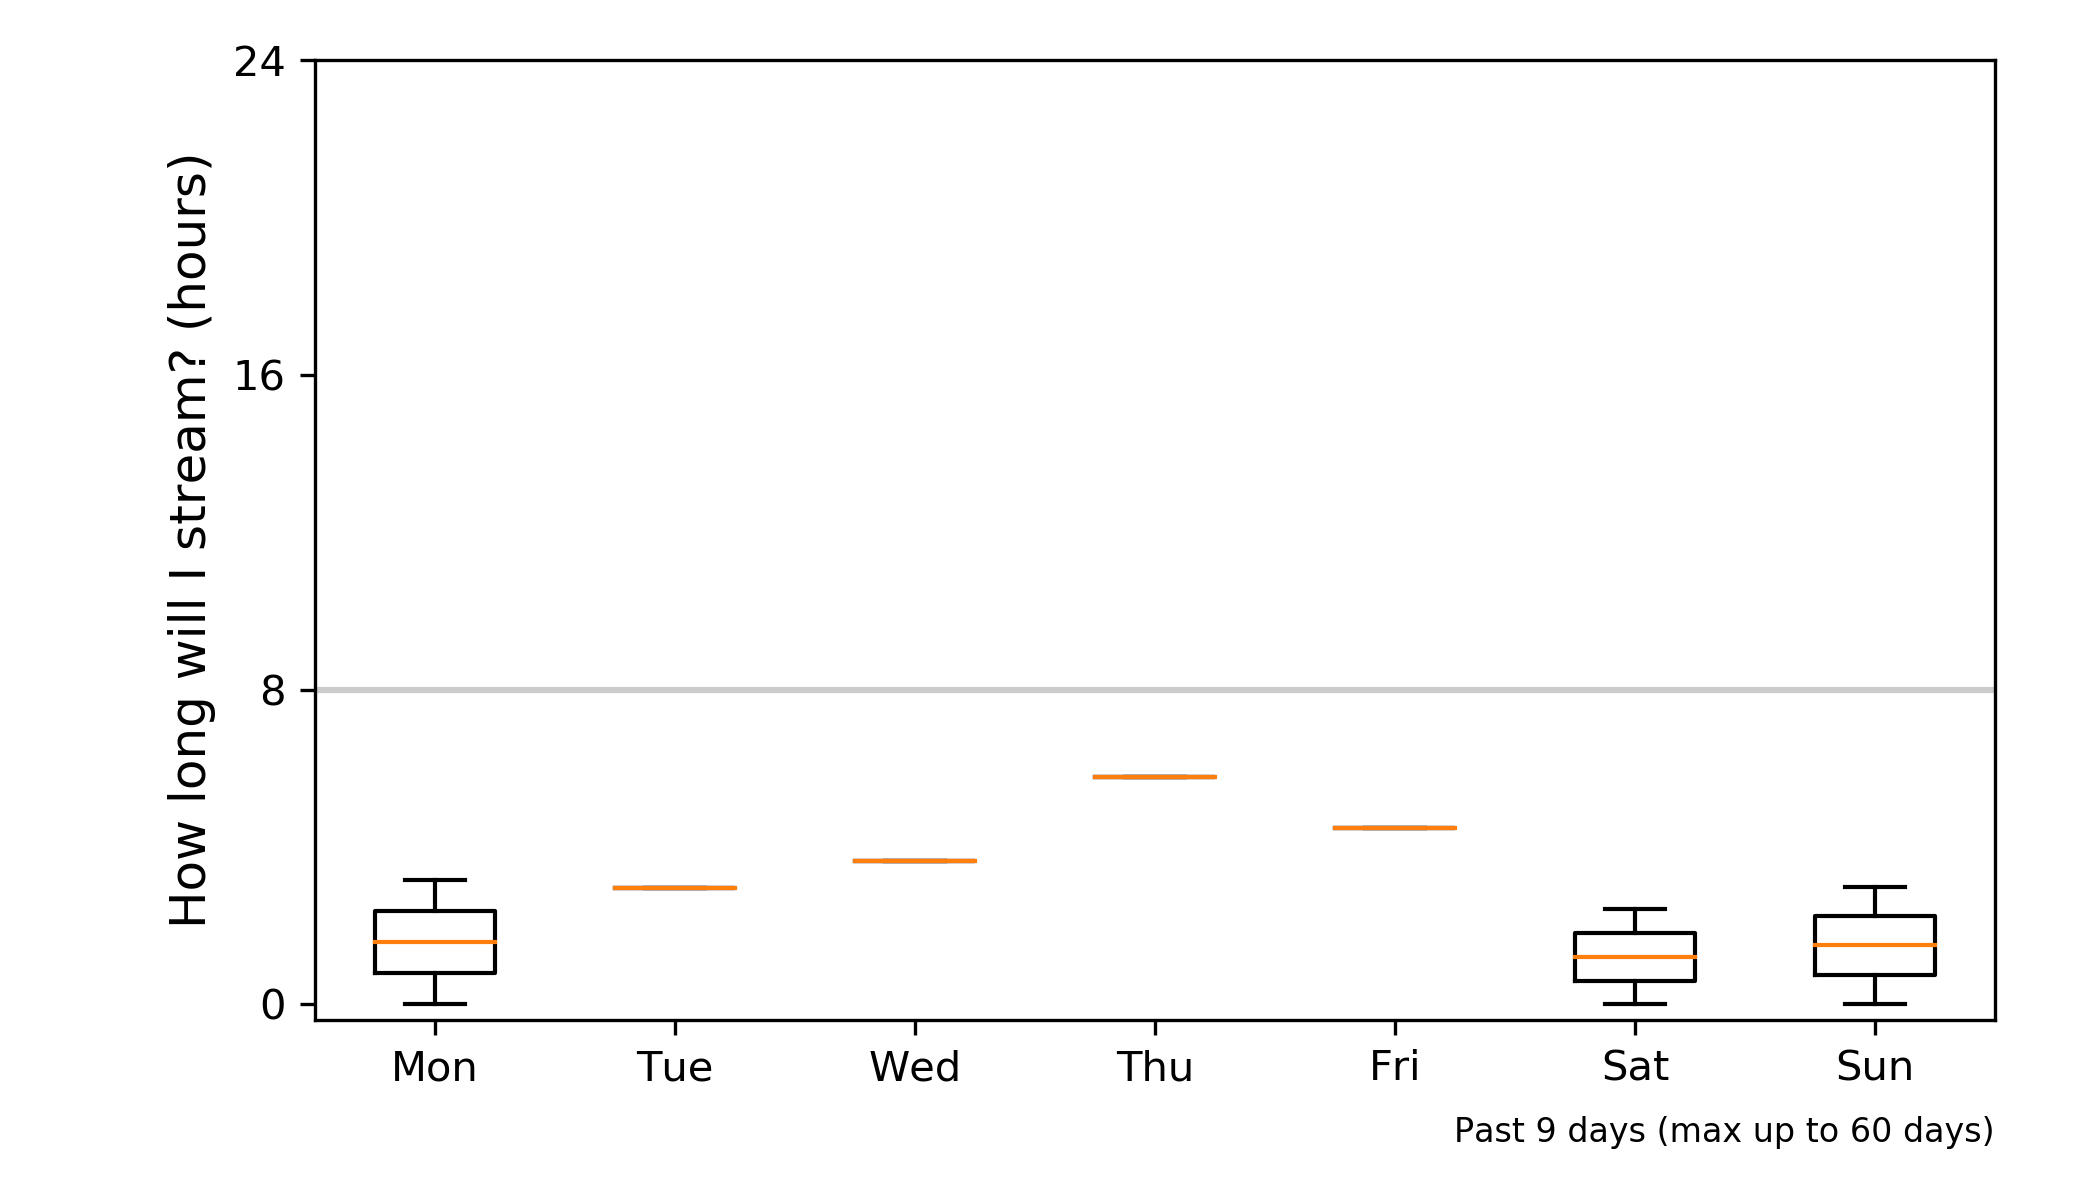 How long will I stream? (hours)
24
16
8
0
Mon Tue Wed Thu Fri Sat Sun
Past 9 days (max up to 60 days)